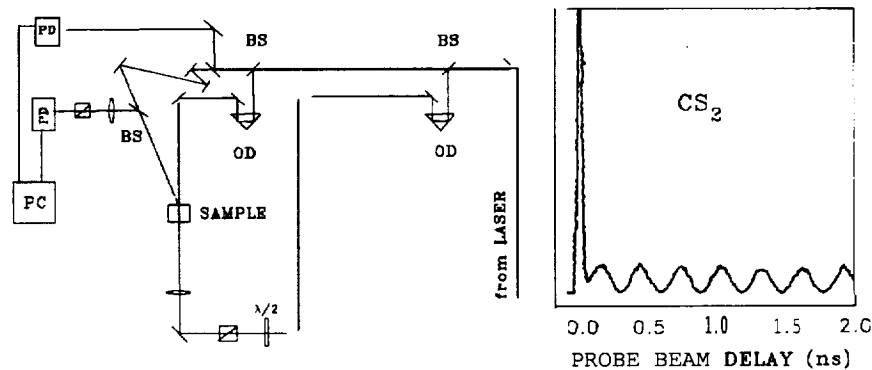 PD
BS
BS
PD
BS
OD
OD
PC
SAMPLE
λ/2
from LASER
CS2
0.0 0.5 1.0 1.5 2.0
PROBE BEAM DELAY (ns)